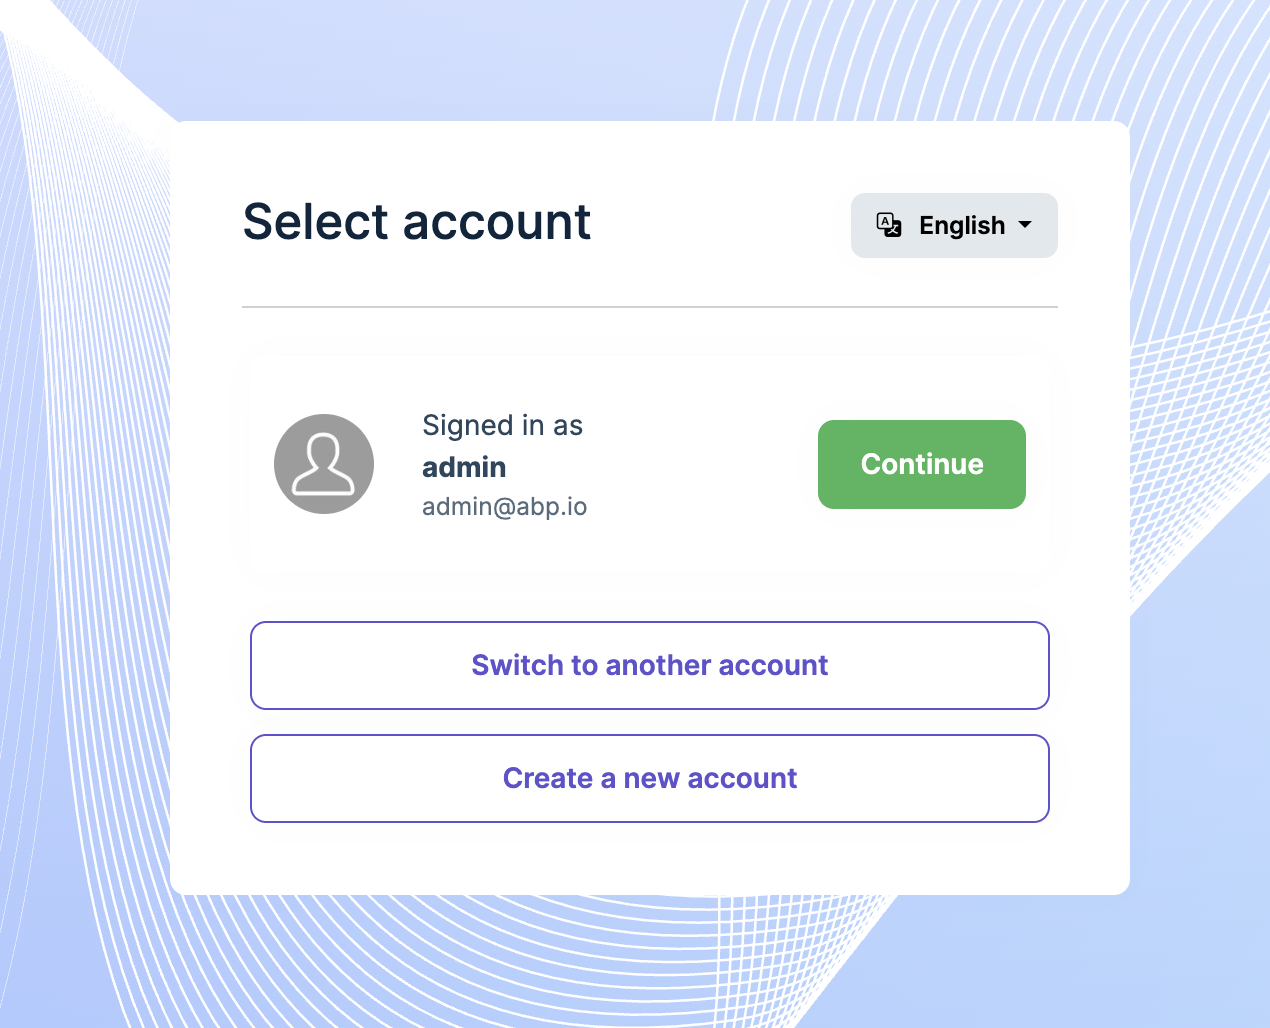 Select account
English
Signed in as
admin
admin@abp.io
Continue
Switch to another account
Create a new account